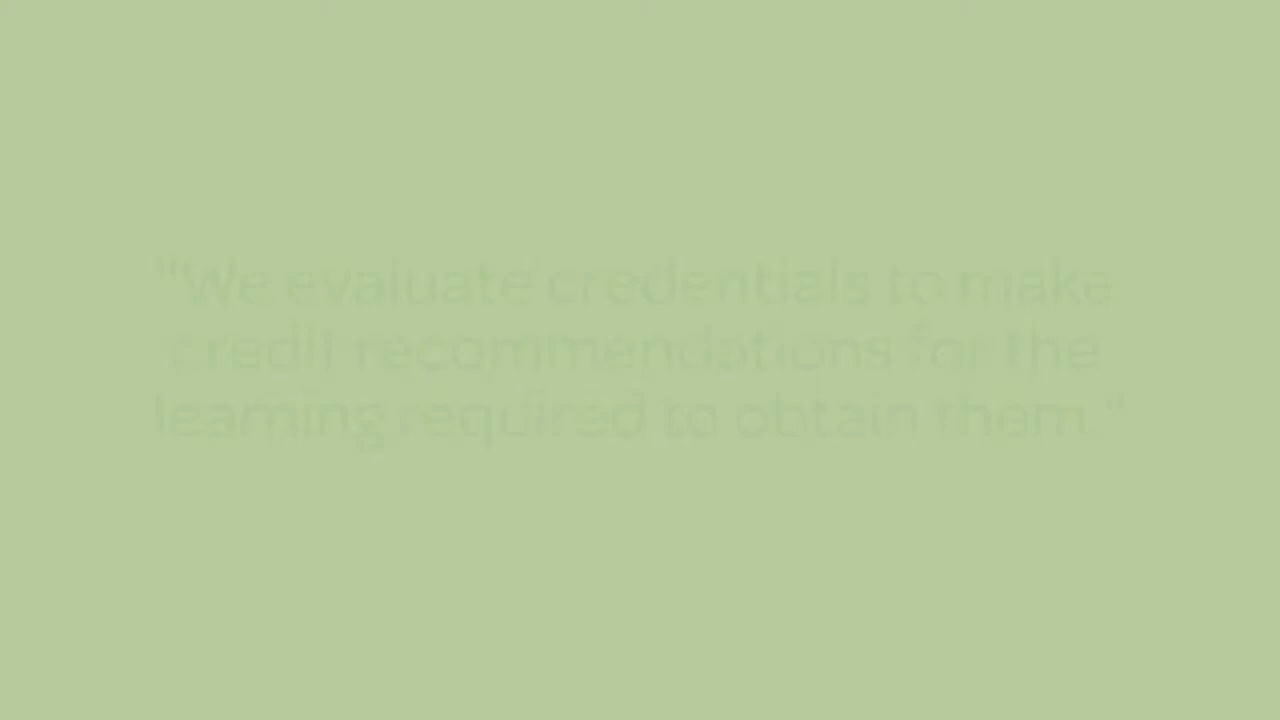 "We evaluate credentials to make
credit recommendations for the
learning required to obtain them."